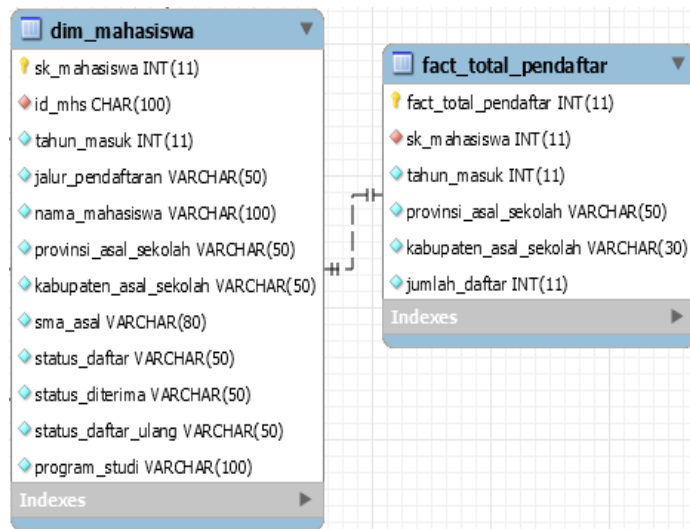 dim_mahasiswa
sk_mahasiswa INT(11)
id_mhs CHAR(100)
tahun_masuk INT(11)
jalur_pendaftaran VARCHAR(50)
nama_mahasiswa VARCHAR(100)
provinsi_asal_sekolah VARCHAR(50)
kabupaten_asal_sekolah VARCHAR(50)
sma_asal VARCHAR(80)
status_daftar VARCHAR(50)
status_diterima VARCHAR(50)
status_daftar_ulang VARCHAR(50)
program_studi VARCHAR(100)
Indexes
fact_total_pendaftar
fact_total_pendaftar INT(11)
sk_mahasiswa INT(11)
tahun_masuk INT(11)
provinsi_asal_sekolah VARCHAR(50)
kabupaten_asal_sekolah VARCHAR(30)
jumlah_daftar INT(11)
Indexes